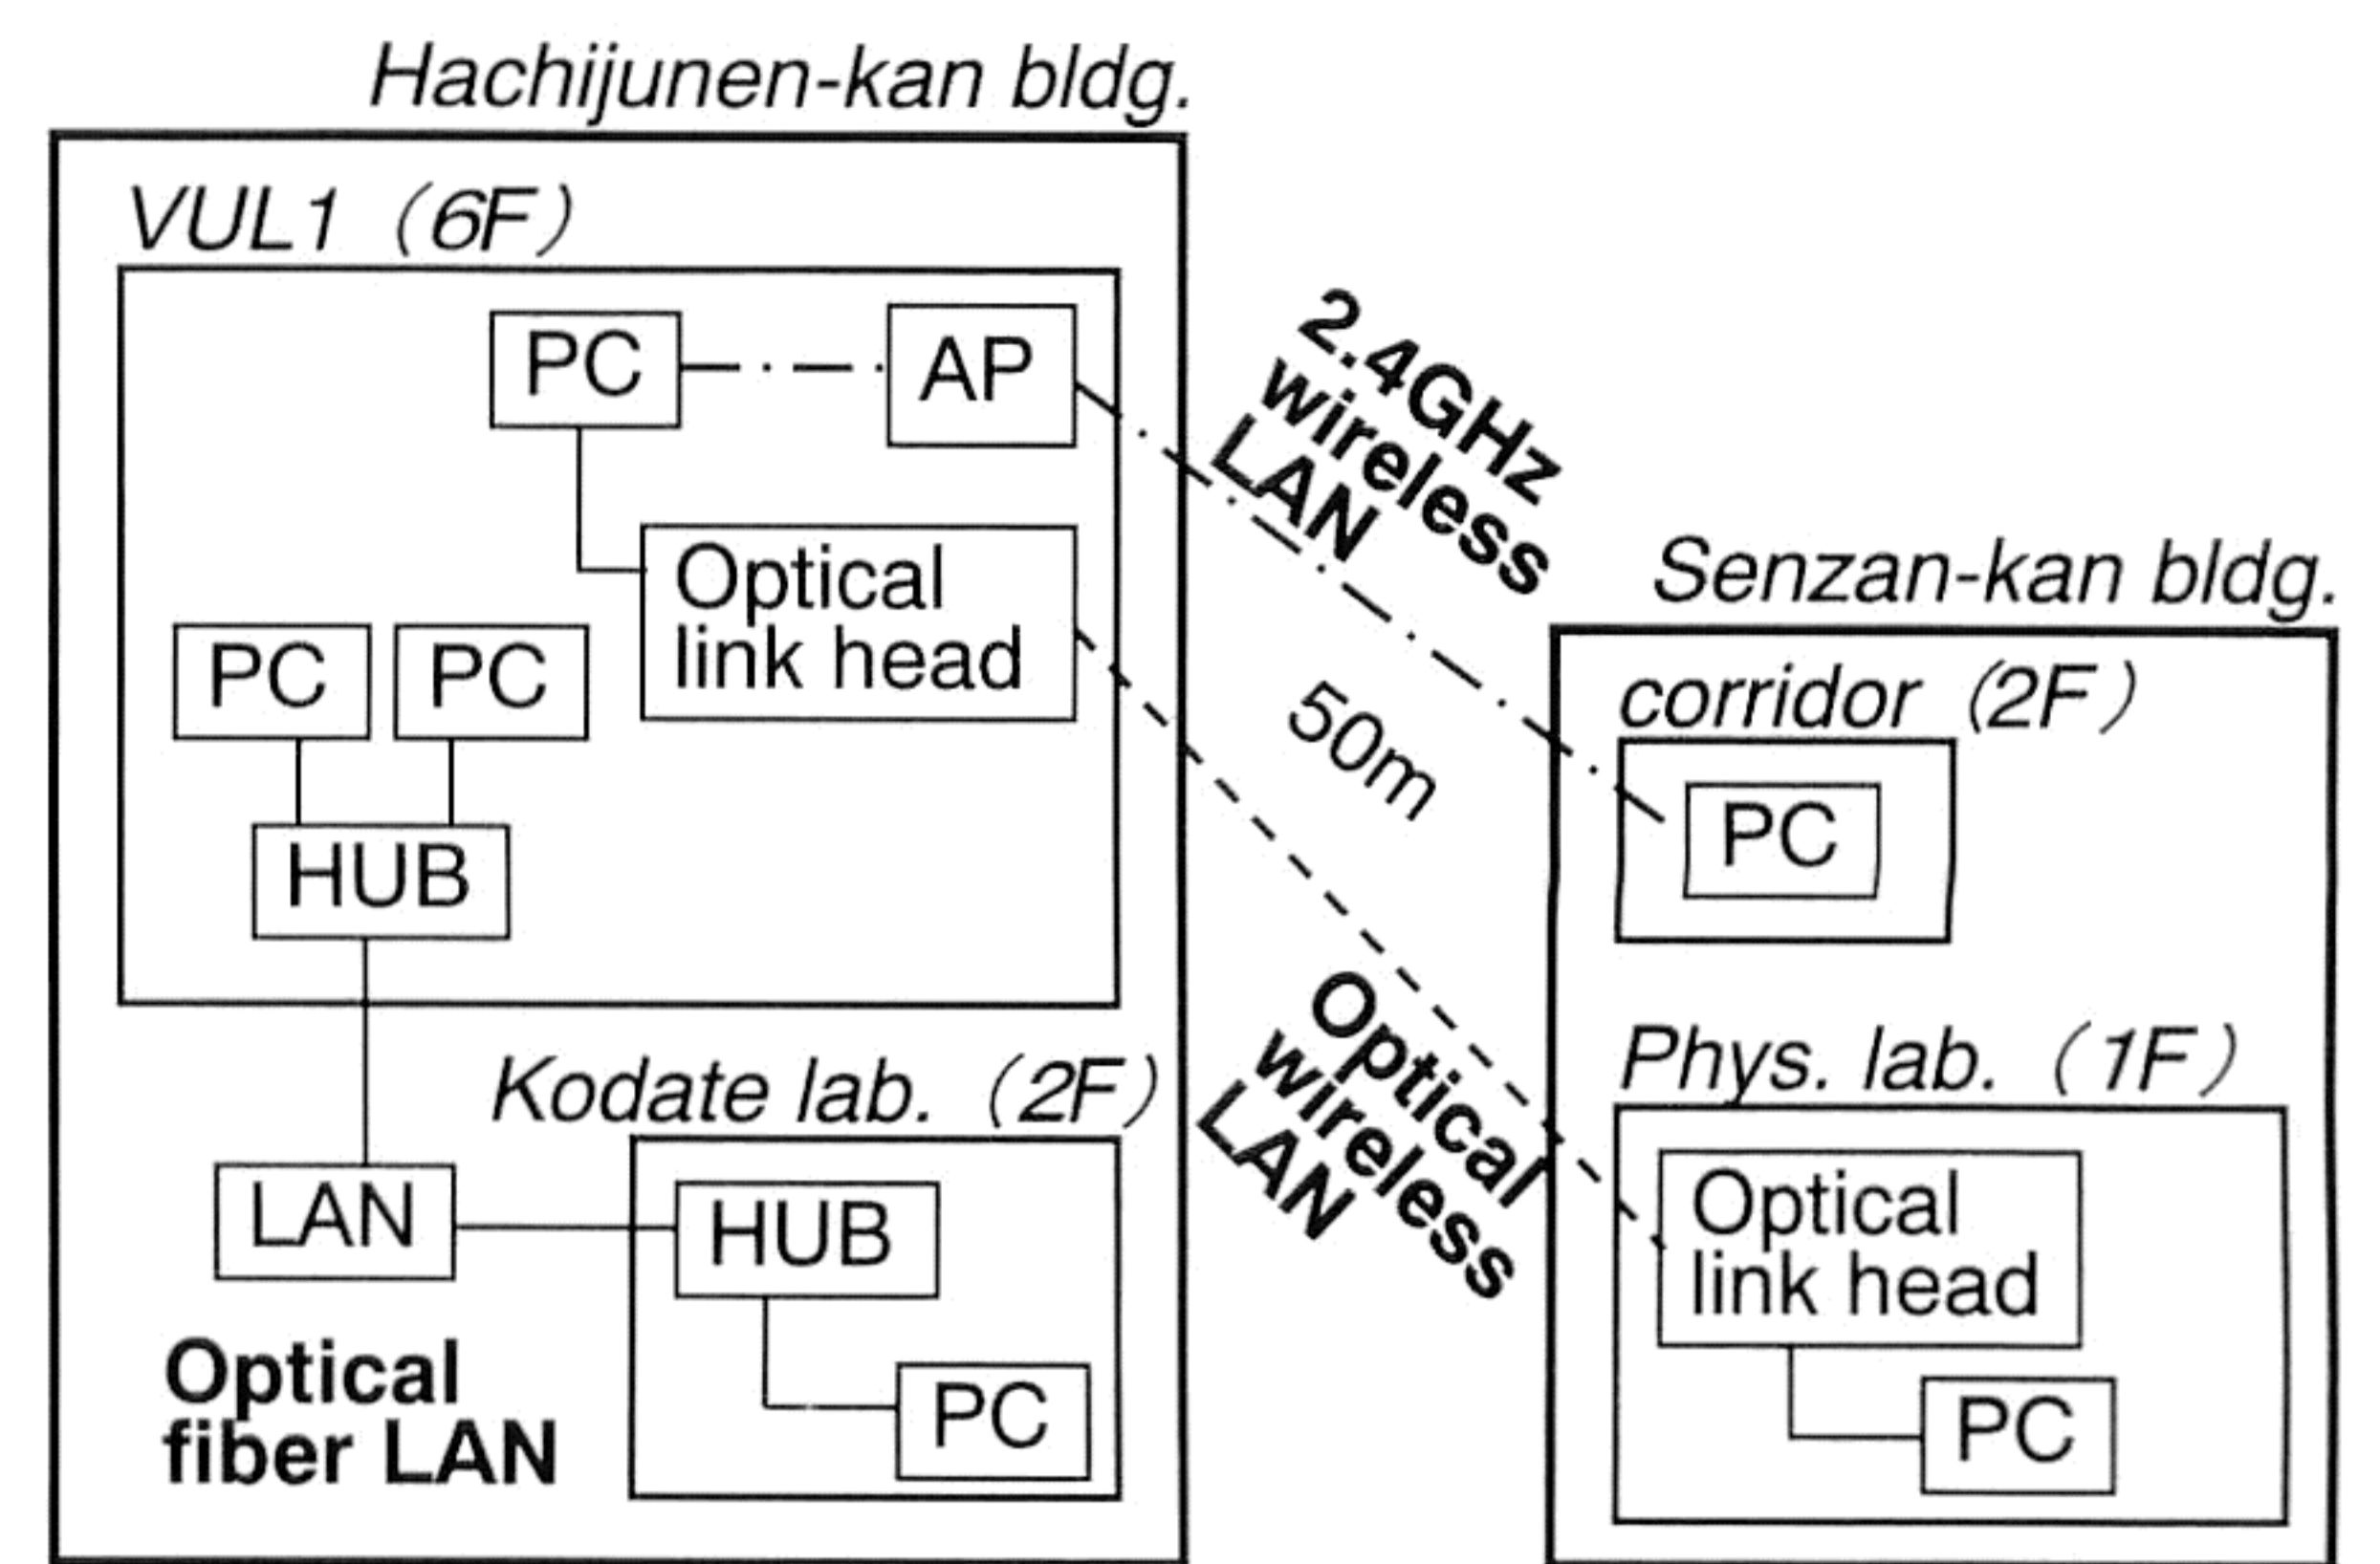 Hachijunen-kan bldg.
VUL1 (6F)
PC
AP
Optical
link head
PC
PC
HUB
Kodate lab. (2F)
LAN
HUB
PC
Optical
fiber LAN
2.4GHz
wireless
LAN
50m
Optical
wireless
LAN
Senzan-kan bldg.
corridor (2F)
PC
Phys. lab. (1F)
Optical
link head
PC